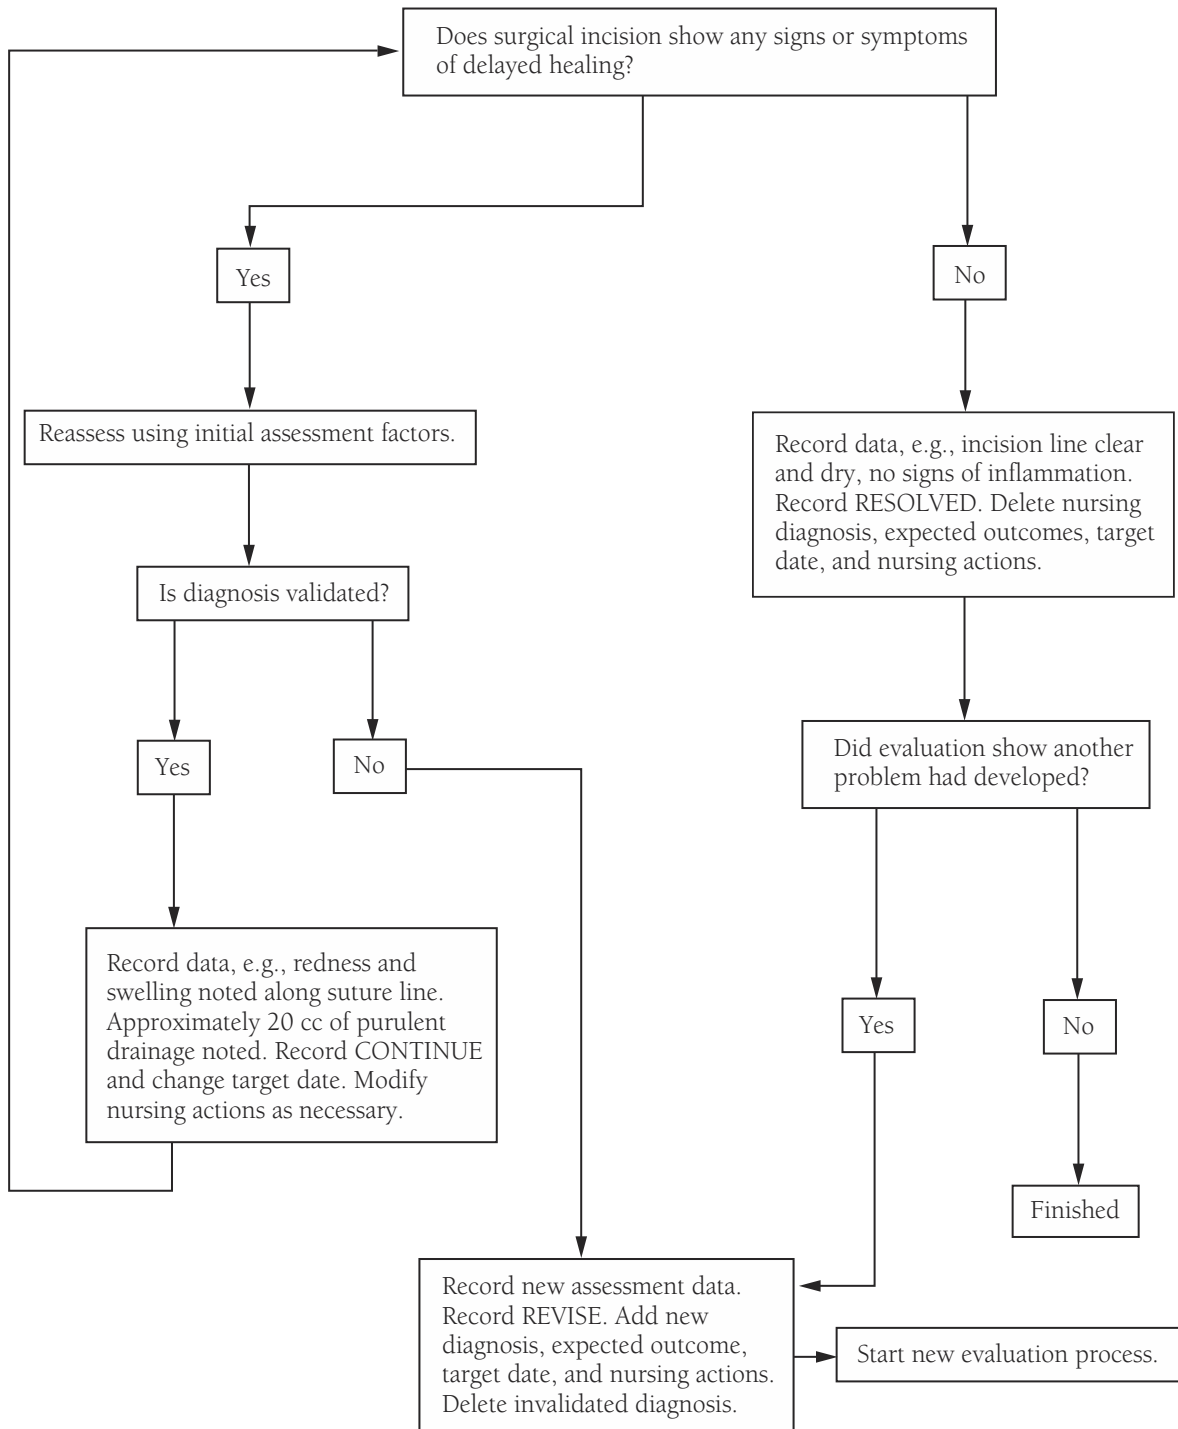 Does surgical incision show any signs or symptoms
of delayed healing?
Yes
No
Reassess using initial assessment factors.
Record data, e.g., incision line clear
and dry, no signs of inflammation.
Record RESOLVED. Delete nursing
diagnosis, expected outcomes, target
date, and nursing actions.
Is diagnosis validated?
Yes
No
Did evaluation show another
problem had developed?
Record data, e.g., redness and
swelling noted along suture line.
Approximately 20 cc of purulent
drainage noted. Record CONTINUE
and change target date. Modify
nursing actions as necessary.
Yes
No
Finished
Record new assessment data.
Record REVISE. Add new
diagnosis, expected outcome,
target date, and nursing actions.
Delete invalidated diagnosis.
Start new evaluation process.